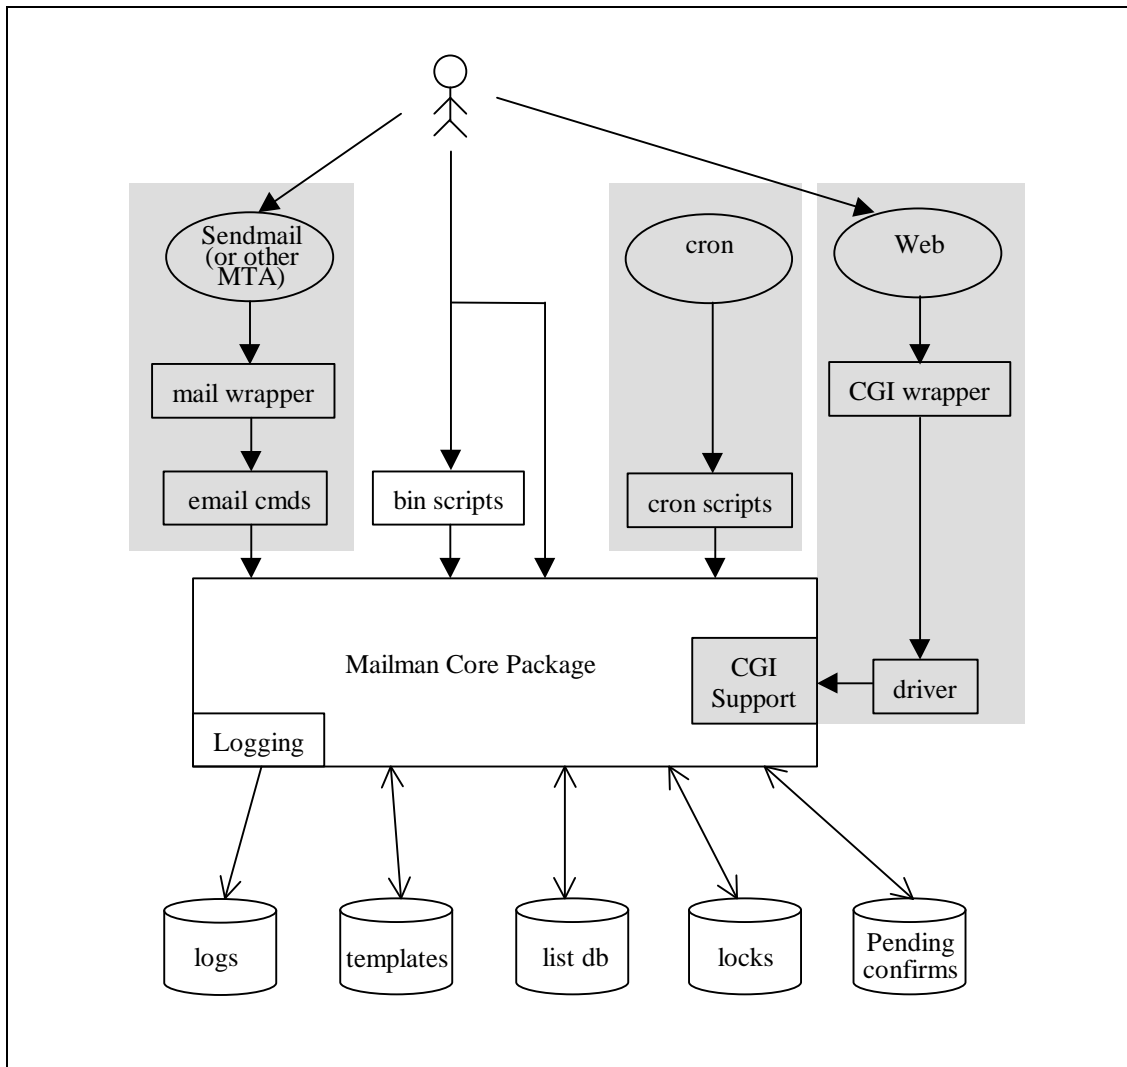 Sendmail
(or other
MTA)
cron
Web
mail wrapper
CGI wrapper
email cmds
bin scripts
cron scripts
Mailman Core Package
CGI
Support
driver
Logging
logs
templates
list db
locks
Pending
confirms